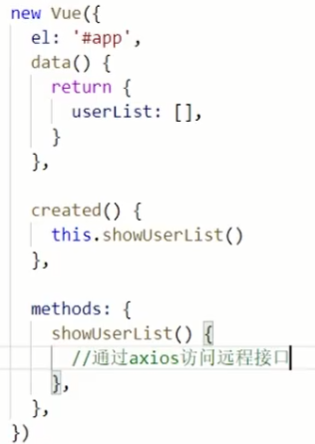 new Vue({
  el: '#app',
  data() {
    return {
      userList: [],
    }
  },

  created() {
    this.showUserList()
  },

  methods: {
    showUserList() {
      //通过axios访问远程接口
    },
  },
})